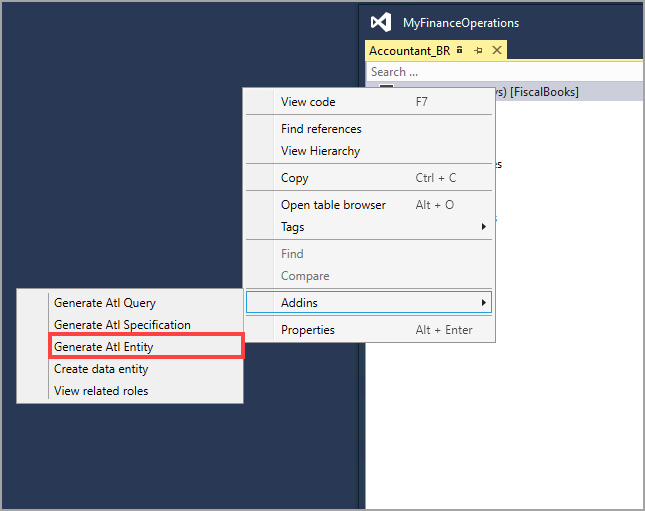 MyFinanceOperations
Accountant_BR
Search ...
[FiscalBooks]
View code F7
Find references
View Hierarchy
Copy Ctrl + C
Open table browser Alt + O
Tags
Find
Compare
Addins
Properties Alt + Enter
Generate Atl Query
Generate Atl Specification
Generate Atl Entity
Create data entity
View related roles